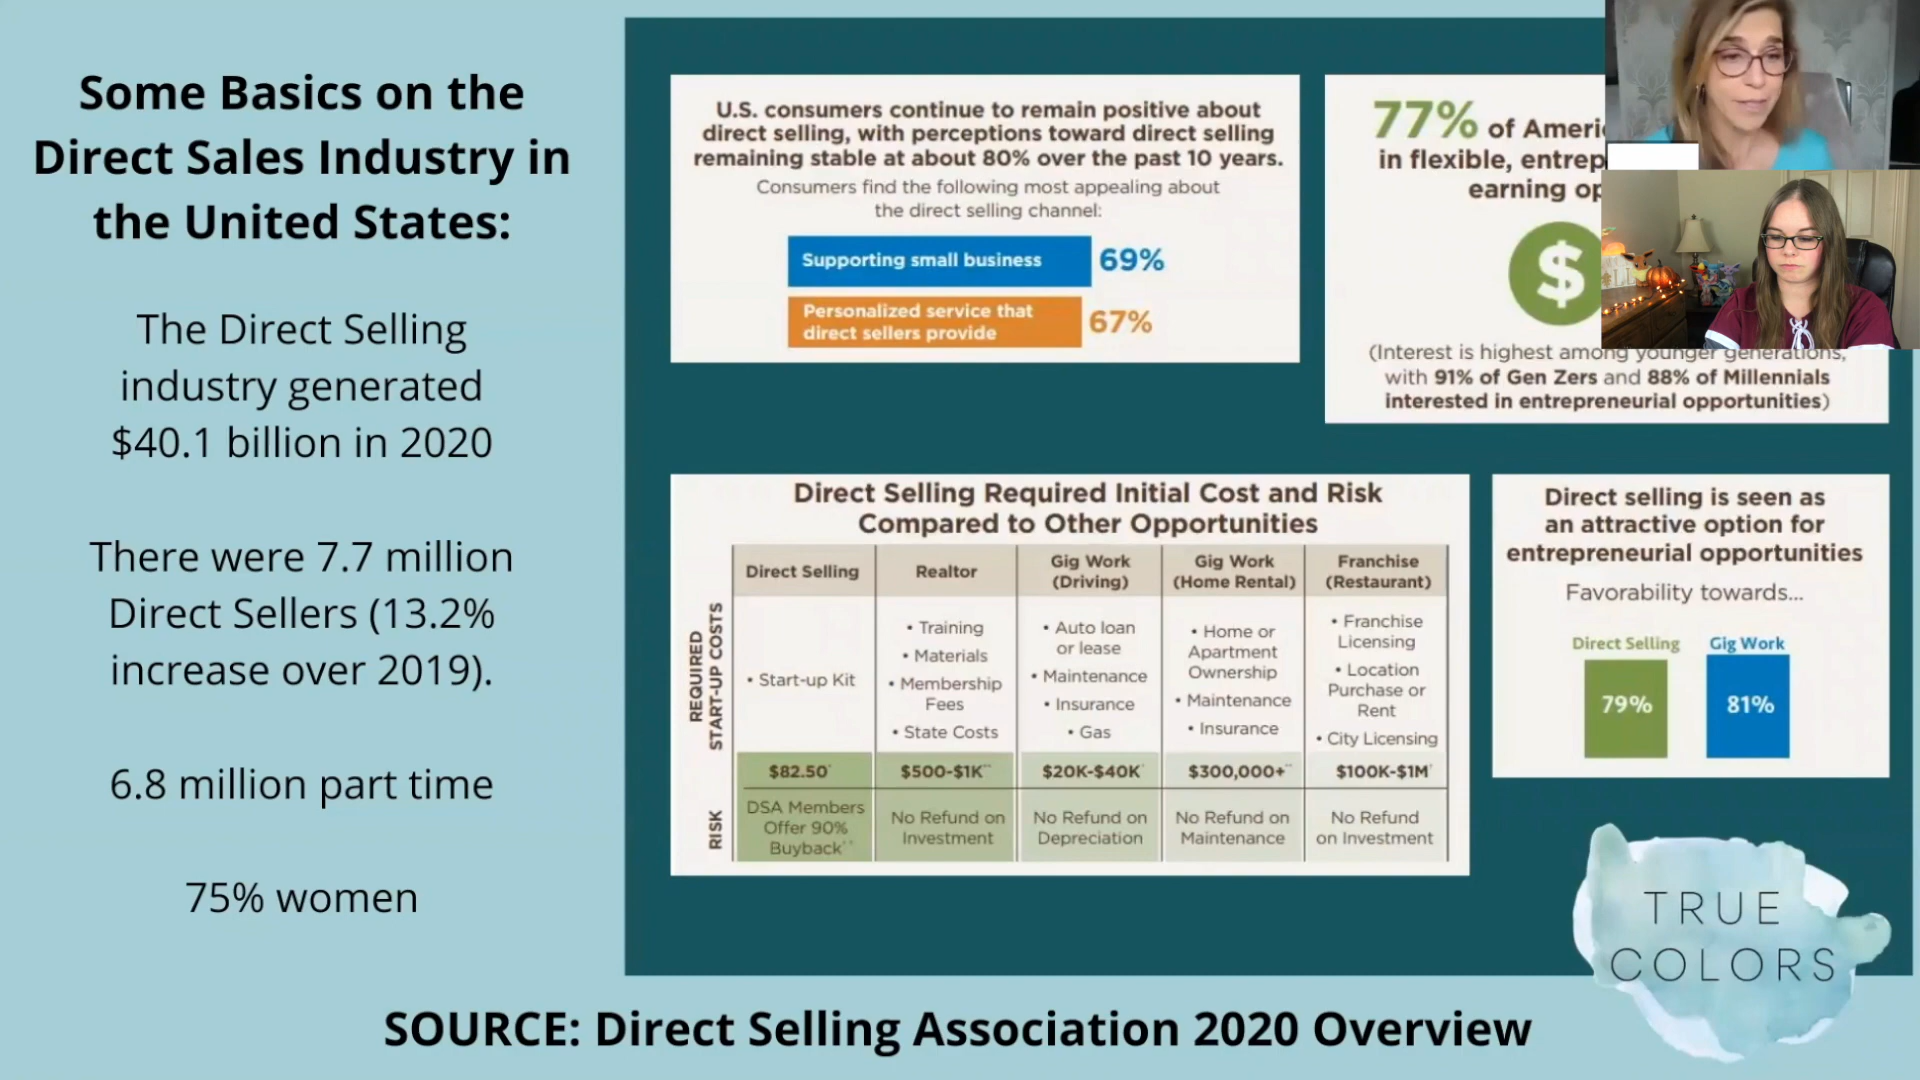 Some Basics on the
Direct Sales Industry in
the United States:
The Direct Selling
industry generated
$40.1 billion in 2020
There were 7.7 million
Direct Sellers (13.2%
increase over 2019).
6.8 million part time
75% women
U.S. consumers continue to remain positive about
direct selling, with perceptions toward direct selling
remaining stable at about 80% over the past 10 years.
Consumers find the following most appealing about
the direct selling channel:
Supporting small business 69%
Personalized service that
direct sellers provide
67%
77% of
in flexible,
earning
$
(Interest is highest among younger generations,
with 91% of Gen Zers and 88% of Millennials
interested in entrepreneurial opportunities)
Direct Selling Required Initial Cost and Risk
Compared to Other Opportunities
REQUIRED
START-UP COSTS
RISK
Direct Selling
• Start-up Kit
$82.50*
DSA Members
Offer 90%
Buyback
Realtor
• Training
• Materials
• Membership
Fees
• State Costs
$500-$1K
No Refund on
Investment
Gig Work
(Driving)
• Auto loan
or lease
• Maintenance
• Insurance
• Gas
$20K-$40K
No Refund on
Depreciation
Gig Work
(Home Rental)
• Home or
Apartment
Ownership
• Maintenance
• Insurance
$300,000+
No Refund on
Maintenance
Franchise
(Restaurant)
• Franchise
Licensing
• Location
Purchase or
Rent
• City Licensing
$100K-$1M
No Refund
on Investment
Direct selling is seen as
an attractive option for
entrepreneurial opportunities
Favorability towards...
Direct Selling Gig Work
79% 81%
TRUE
COLORS
SOURCE: Direct Selling Association 2020 Overview